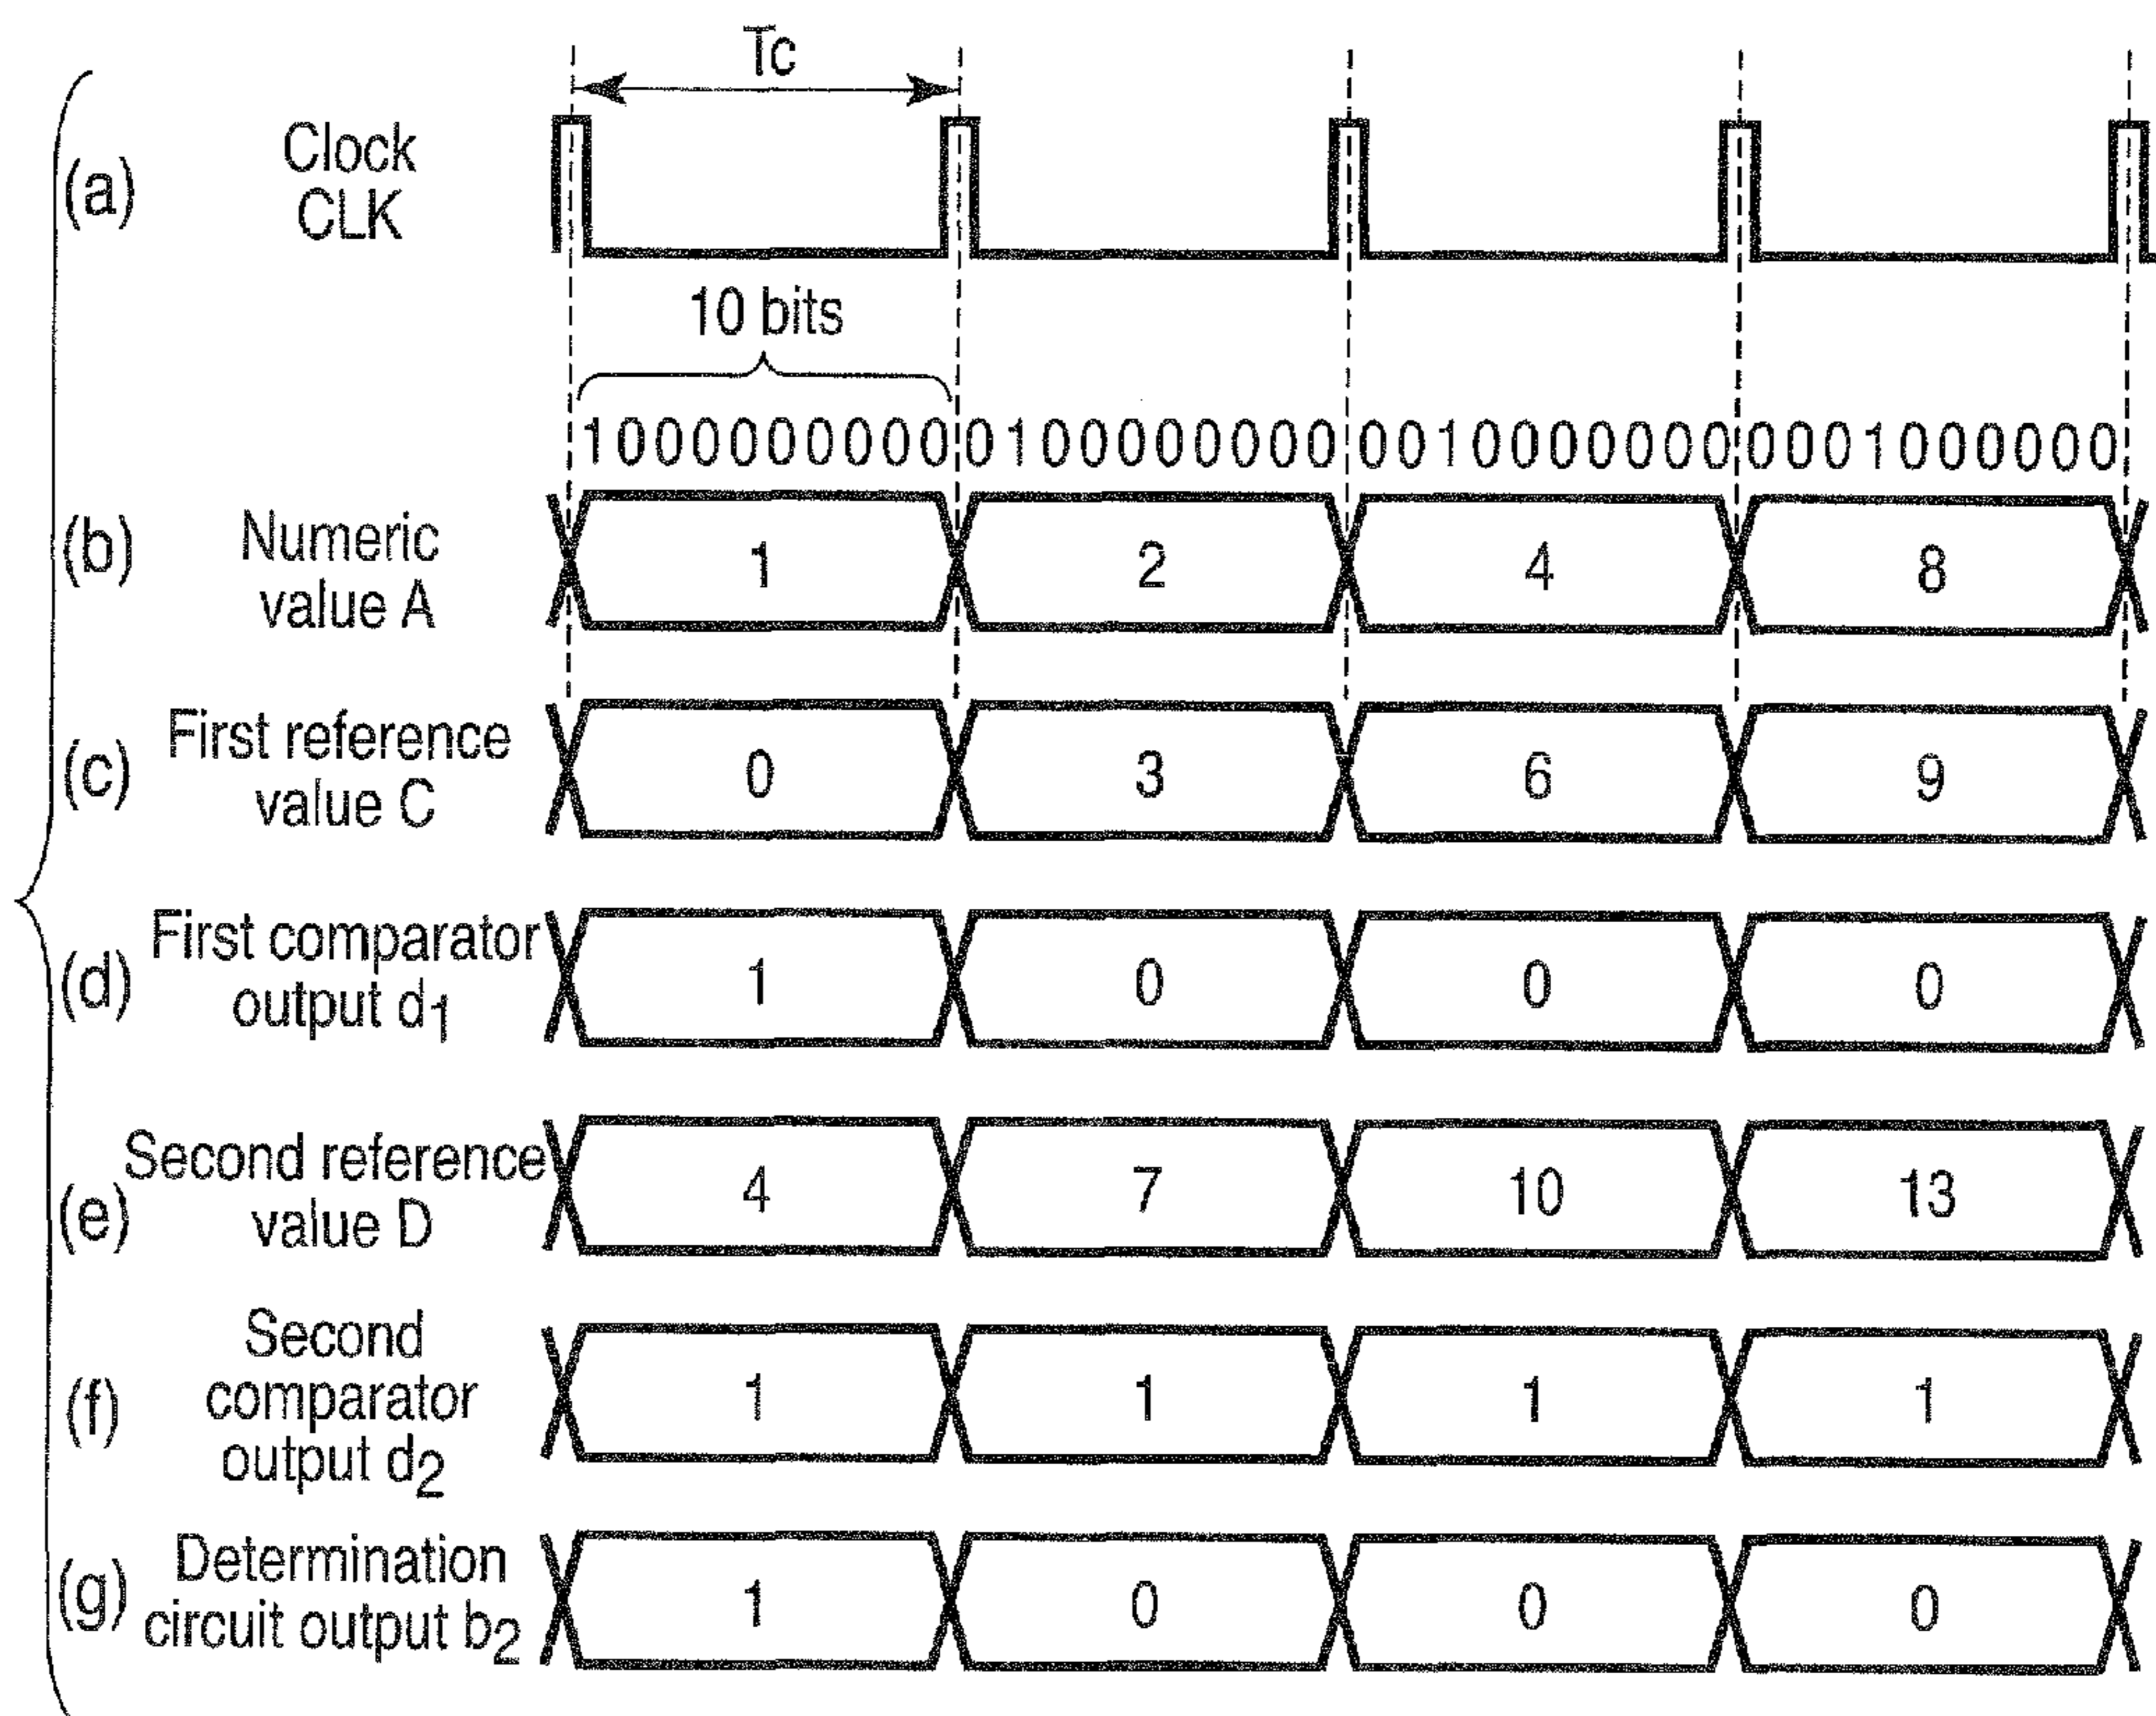 Tc
(a) Clock
CLK
10 bits
1000000000 0100000000 0010000000 0001000000
(b) Numeric
value A 1 2 4 8
(c) First reference
value C 0 3 6 9
(d) First comparator
output d1 1 0 0 0
(e) Second reference
value D 4 7 10 13
(f) Second
comparator
output d2 1 1 1 1
(g) Determination
circuit output b2 1 0 0 0